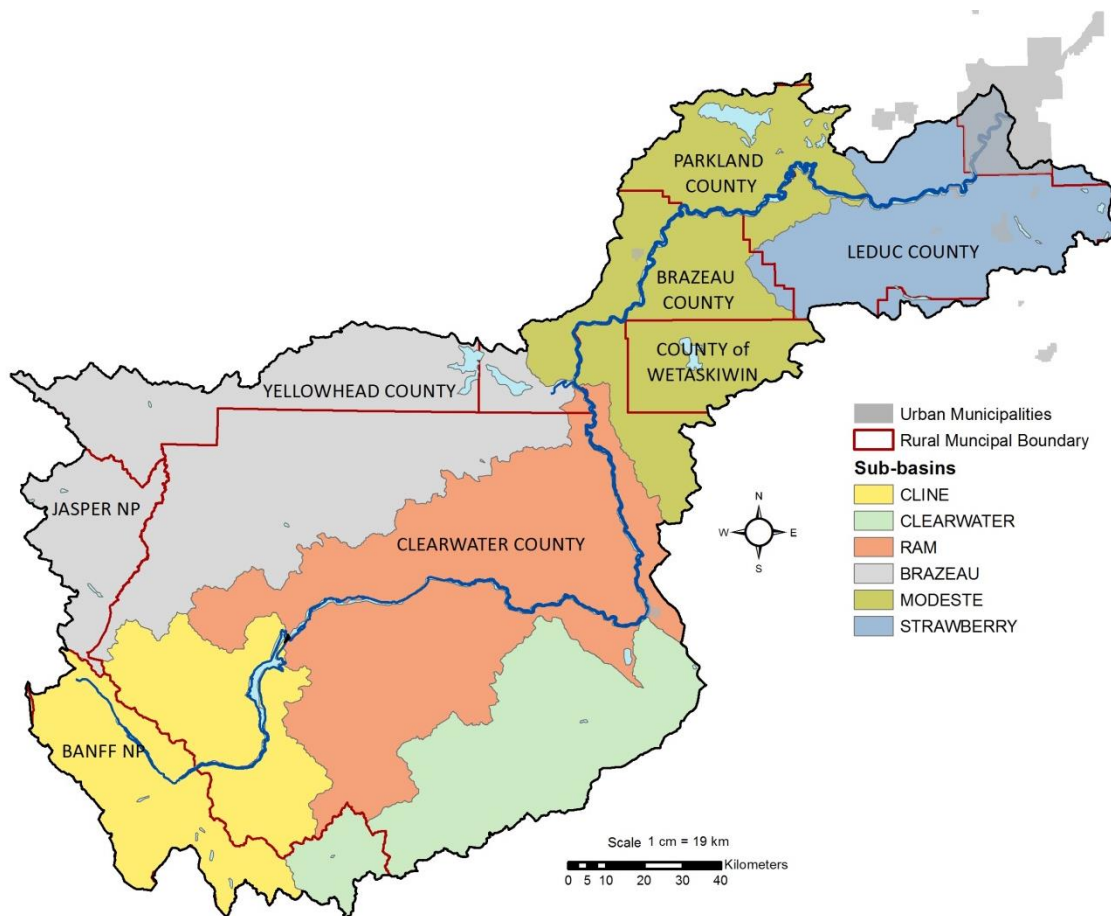 PARKLAND
COUNTY
LEDUC COUNTY
BRAZEAU
COUNTY
COUNTY of
WETASKIWIN
YELLOWHEAD COUNTY
JASPER NP
CLEARWATER COUNTY
BANFF NP
Urban Municipalities
Rural Muncipal Boundary
Sub-basins
CLINE
CLEARWATER
RAM
BRAZEAU
MODESTE
STRAWBERRY
N
W E
S
Scale 1 cm = 19 km
Kilometers
0 5 10 20 30 40